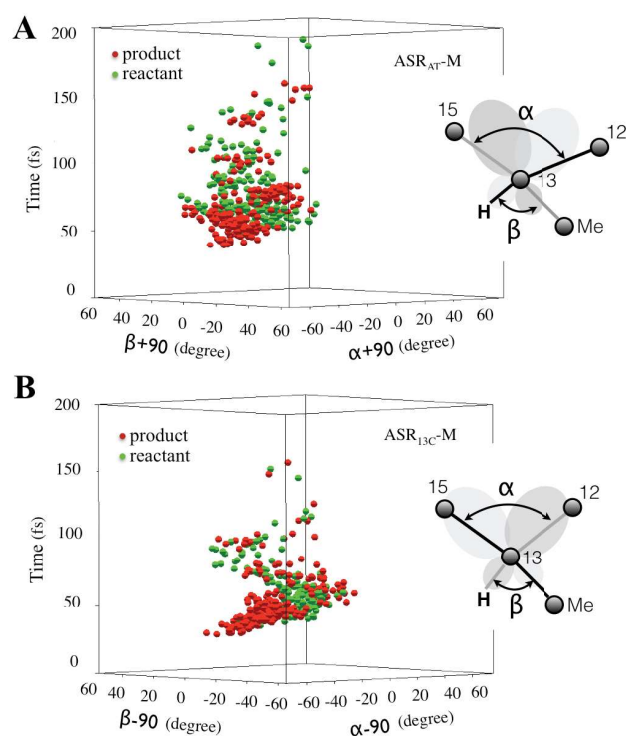 A
200
150
100
50
0
Time (fs)
product
reactant
ASR_AT-M
60 40 20 0 -20 -40 60 -60 -40 -20 0 20 40 60
β+90 (degree)
α+90 (degree)
15
α
12
13
H
β
Me
B
200
150
100
50
0
Time (fs)
product
reactant
ASR_13C-M
60 40 20 0 -20 -40 -60 -60 -40 -20 0 20 40 60
β-90 (degree)
α-90 (degree)
15
α
12
13
H
β
Me